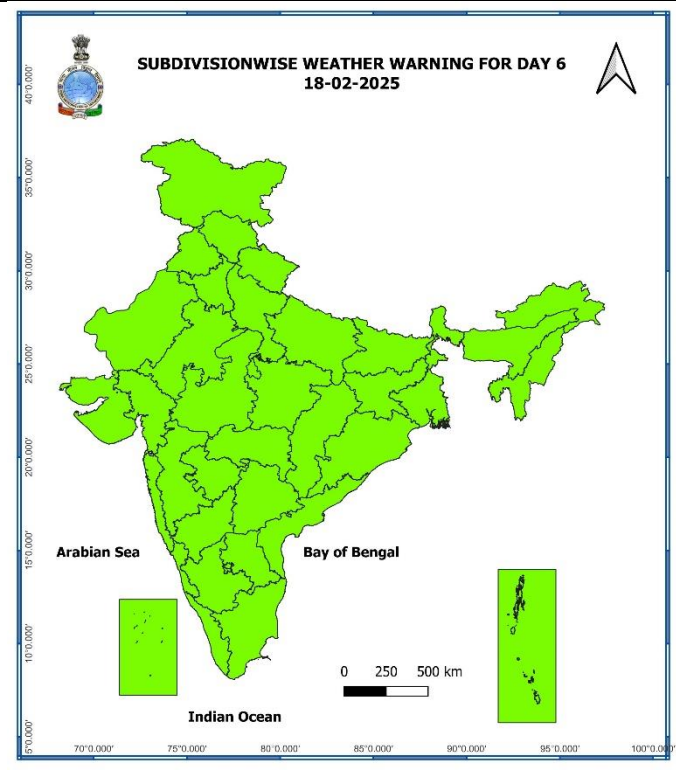 SUBDIVISIONWISE WEATHER WARNING FOR DAY 6
18-02-2025
40°0.000'
35°0.000'
30°0.000'
25°0.000'
20°0.000'
15°0.000'
10°0.000'
5°0.000'
Arabian Sea
Bay of Bengal
0 250 500 km
Indian Ocean
70°0.000' 75°0.000' 80°0.000' 85°0.000' 90°0.000' 95°0.000' 100°0.000'